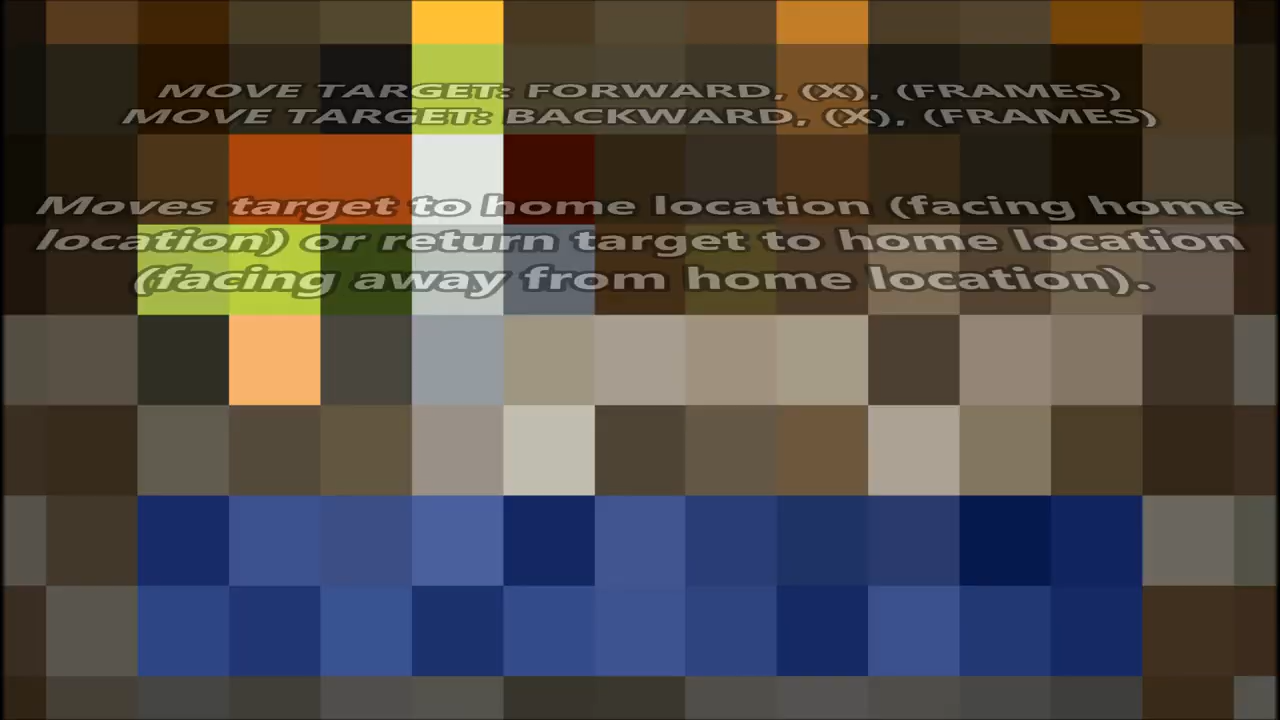 MOVE TARGET: FORWARD, (X), (FRAMES)
MOVE TARGET: BACKWARD, (X), (FRAMES)
Moves target to home location (facing home
location) or return target to home location
(facing away from home location).